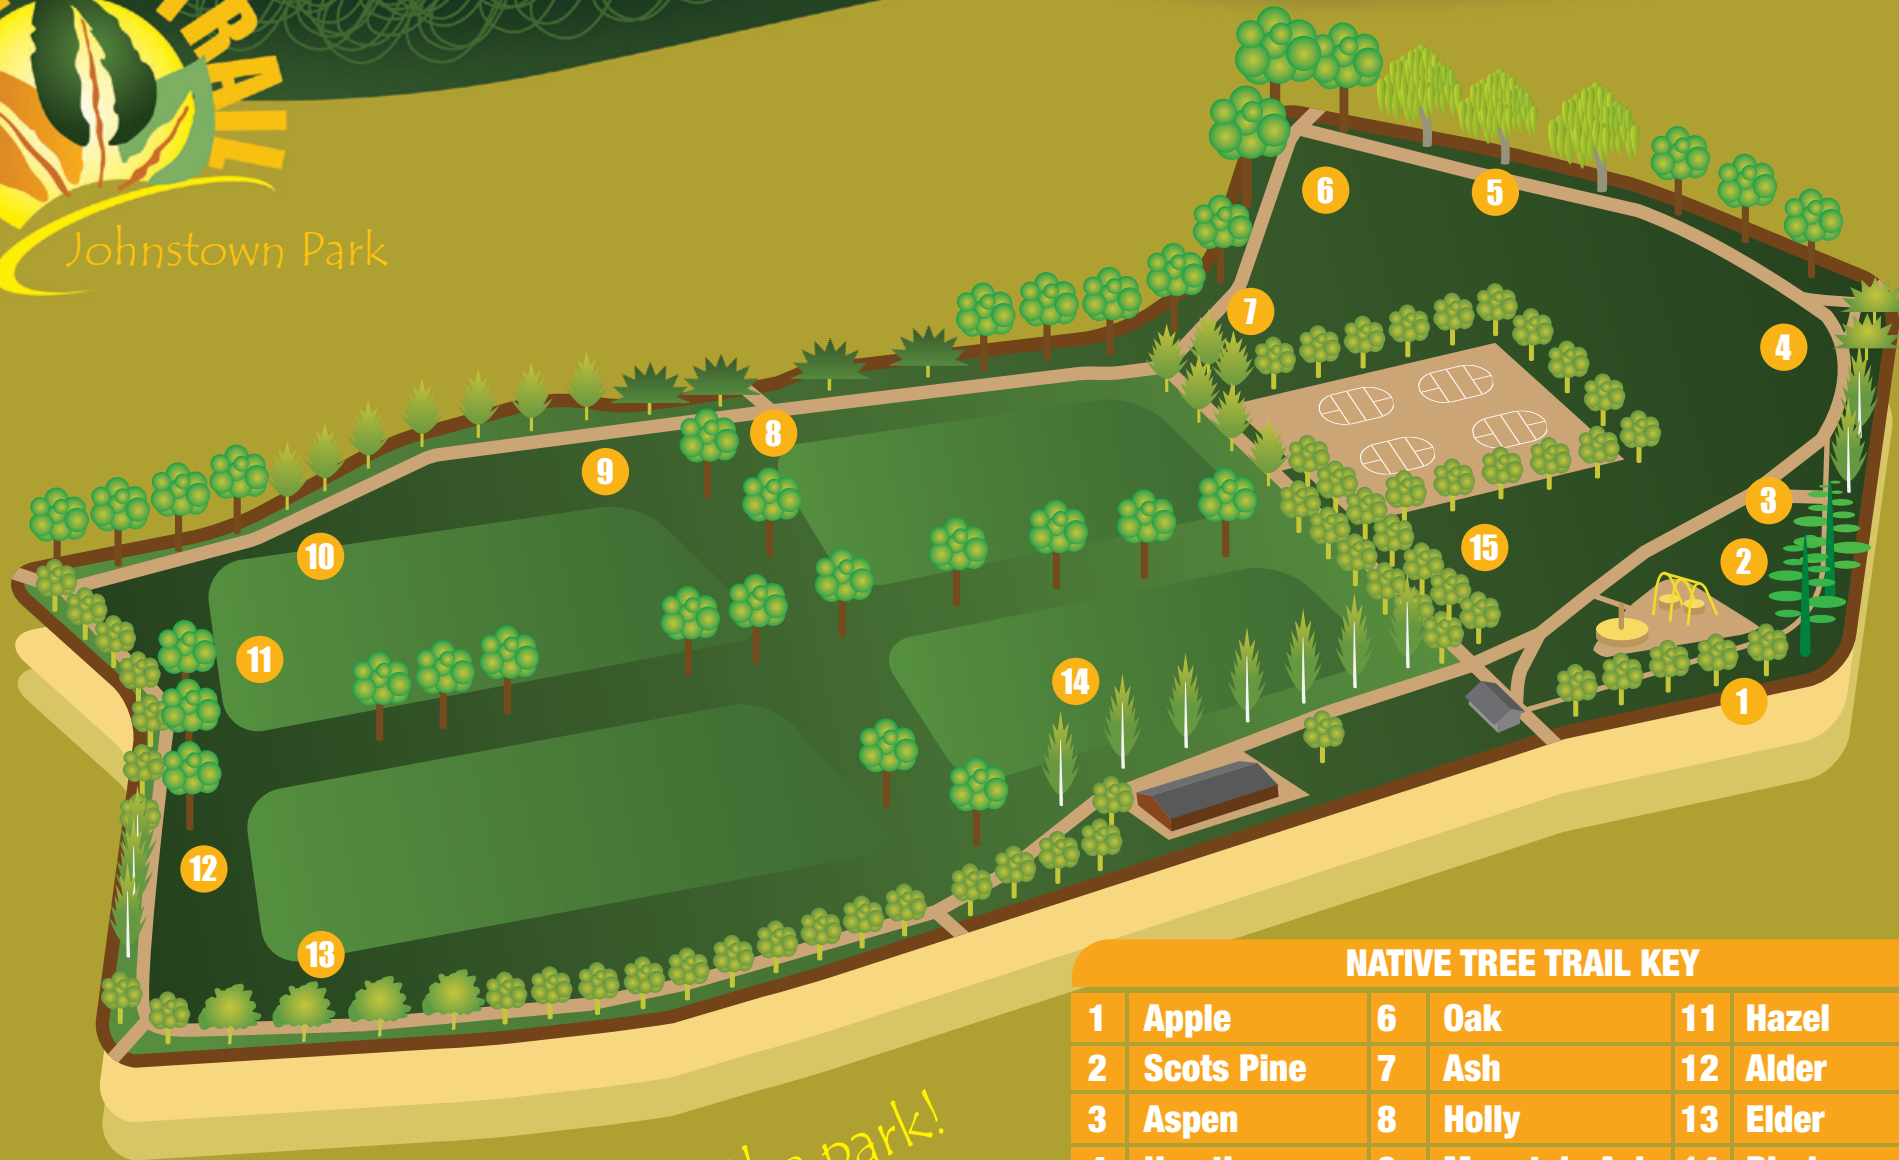 TRAIL
Johnstown Park
6
5
7
4
8
9
3
10
15
2
11
14
1
12
13
park!
NATIVE TREE TRAIL KEY
1 Apple 6 Oak 11 Hazel
2 Scots Pine 7 Ash 12 Alder
3 Aspen 8 Holly 13 Elder